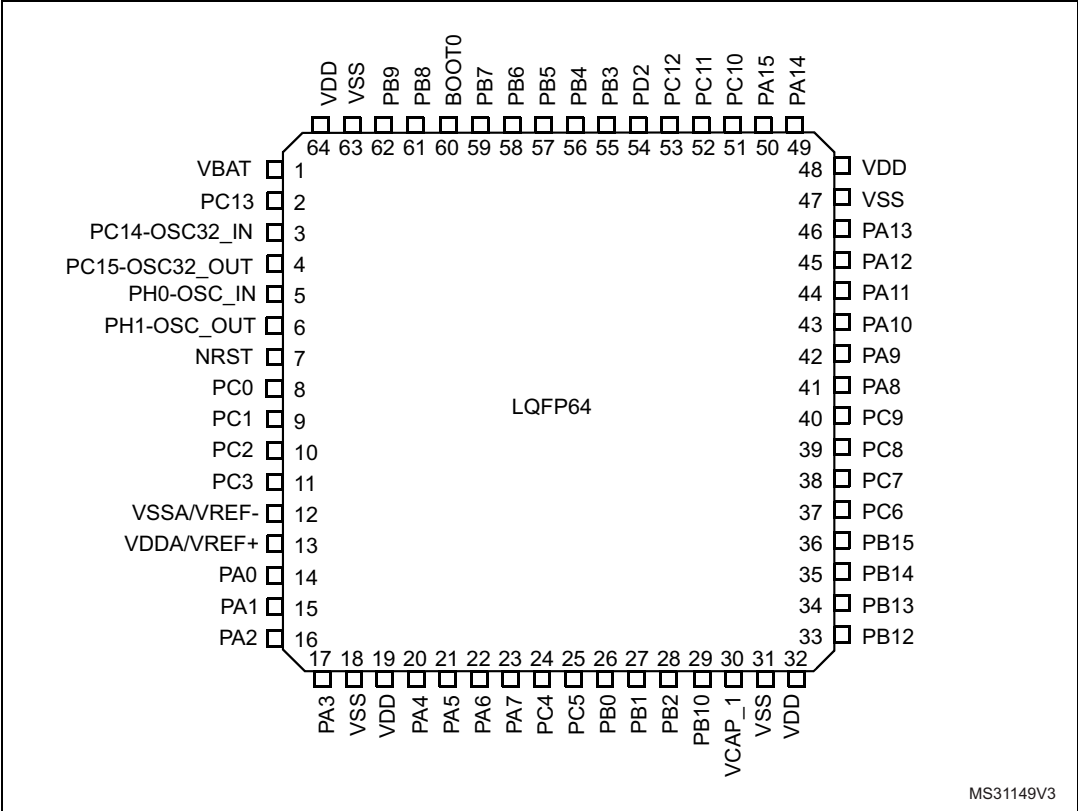 VDD
VSS
PB9
PB8
BOOT0
PB7
PB6
PB5
PB4
PB3
PD2
PC12
PC11
PC10
PA15
PA14
64 63 62 61 60 59 58 57 56 55 54 53 52 51 50 49
VBAT 1 48 VDD
PC13 2 47 VSS
PC14-OSC32_IN 3 46 PA13
PC15-OSC32_OUT 4 45 PA12
PH0-OSC_IN 5 44 PA11
PH1-OSC_OUT 6 43 PA10
NRST 7 42 PA9
PC0 8 41 PA8
LQFP64
PC1 9 40 PC9
PC2 10 39 PC8
PC3 11 38 PC7
VSSA/VREF- 12 37 PC6
VDDA/VREF+ 13 36 PB15
PA0 14 35 PB14
PA1 15 34 PB13
PA2 16 33 PB12
17 18 19 20 21 22 23 24 25 26 27 28 29 30 31 32
PA3
VSS
VDD
PA4
PA5
PA6
PA7
PC4
PC5
PB0
PB1
PB2
PB10
VCAP_1
VSS
VDD
MS31149V3